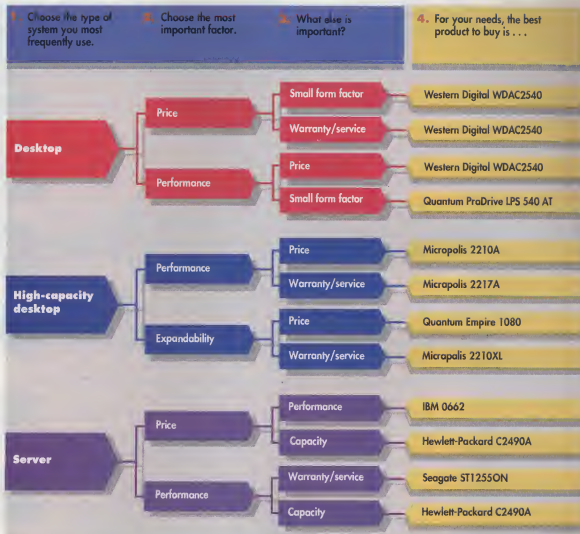 1. Choose the type of
system you most
frequently use.
2. Choose the most
important factor.
3. What else is
important?
4. For your needs, the best
product to buy is . . .
Desktop
Price
Small form factor
Western Digital WDAC2540
Warranty/service
Western Digital WDAC2540
Performance
Price
Western Digital WDAC2540
Small form factor
Quantum ProDrive LPS 540 AT
High-capacity
desktop
Performance
Price
Micropolis 2210A
Warranty/service
Micropolis 2217A
Expandability
Price
Quantum Empire 1080
Warranty/service
Micropolis 2210XL
Server
Price
Performance
IBM 0662
Capacity
Hewlett-Packard C2490A
Performance
Warranty/service
Seagate ST12550N
Capacity
Hewlett-Packard C2490A